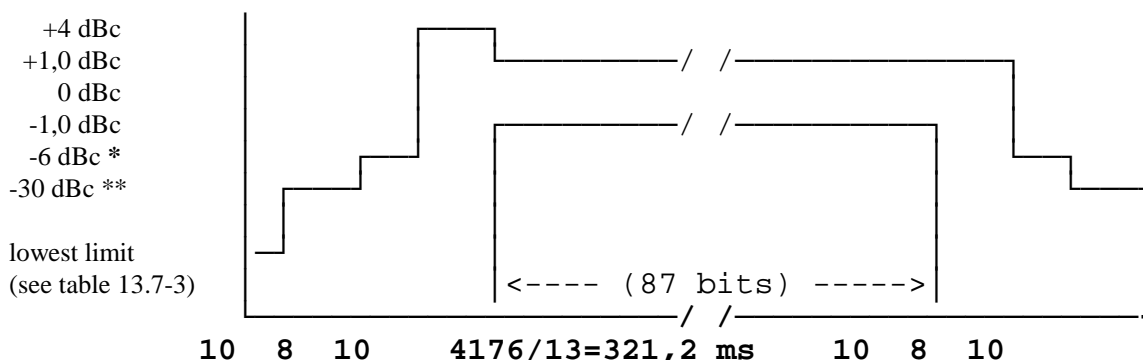 +4 dBc
+1,0 dBc
0 dBc
-1,0 dBc
-6 dBc *
-30 dBc **
lowest limit
(see table 13.7-3)
<---- (87 bits) ----->
10 8 10 4176/13=321,2 ms 10 8 10